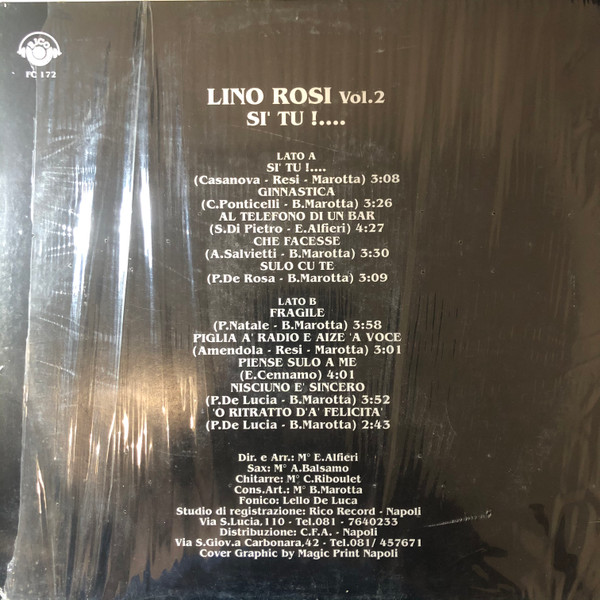 RICO
FC 172
LINO ROSI Vol.2
SI' TU !....
LATO A
SI' TU !....
(Casanova - Resi - Marotta) 3:08
GINNASTICA
(C.Ponticelli - B.Marotta) 3:26
AL TELEFONO DI UN BAR
(S.Di Pietro - E.Alfieri) 4:27
CHE FACESSE
(A.Salvietti - B.Marotta) 3:30
SULO CU TE
(P.De Rosa - B.Marotta) 3:09
LATO B
FRAGILE
(P.Natale - B.Marotta) 3:58
PIGLIA A' RADIO E AIZE 'A VOCE
(Amendola - Resi - Marotta) 3:01
PIENSE SULO A ME
(E.Cennamo) 4:01
NISCIUNO E' SINCERO
(P.De Lucia - B.Marotta) 3:52
'O RITRATTO D'A' FELICITA'
(P.De Lucia - B.Marotta) 2:43
Dir. e Arr.: M° E.Alfieri
Sax: M° A.Balsamo
Chitarre: M° C.Riboulet
Cons.Art.: M° B.Marotta
Fonico: Lello De Luca
Studio di registrazione: Rico Record - Napoli
Via S.Lucia,110 - Tel.081 - 7640233
Distribuzione: C.F.A. - Napoli
Via S.Giov.a Carbonara,42 - Tel.081/ 457671
Cover Graphic by Magic Print Napoli